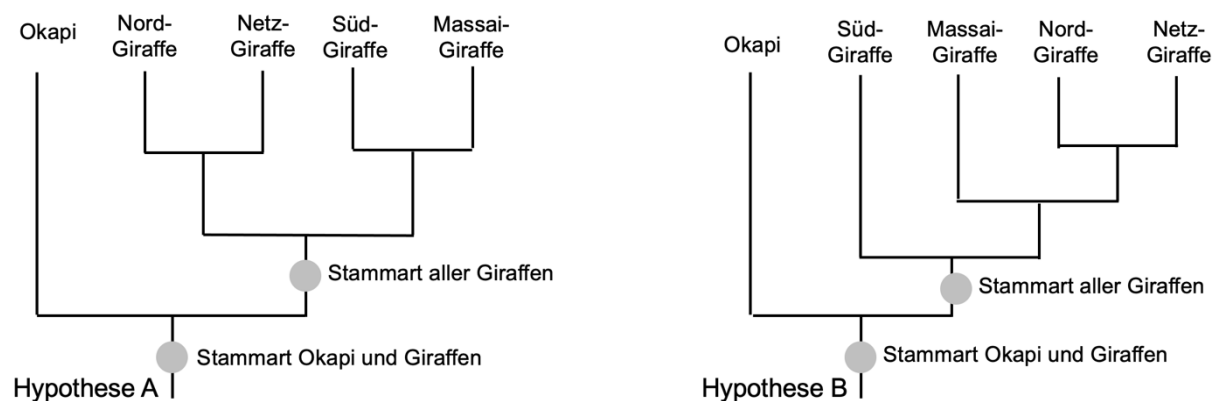 Okapi
Nord-
Giraffe
Netz-
Giraffe
Süd-
Giraffe
Massai-
Giraffe
Stammart aller Giraffen
Stammart Okapi und Giraffen
Hypothese A
Okapi
Süd-
Giraffe
Massai-
Giraffe
Nord-
Giraffe
Netz-
Giraffe
Stammart aller Giraffen
Stammart Okapi und Giraffen
Hypothese B